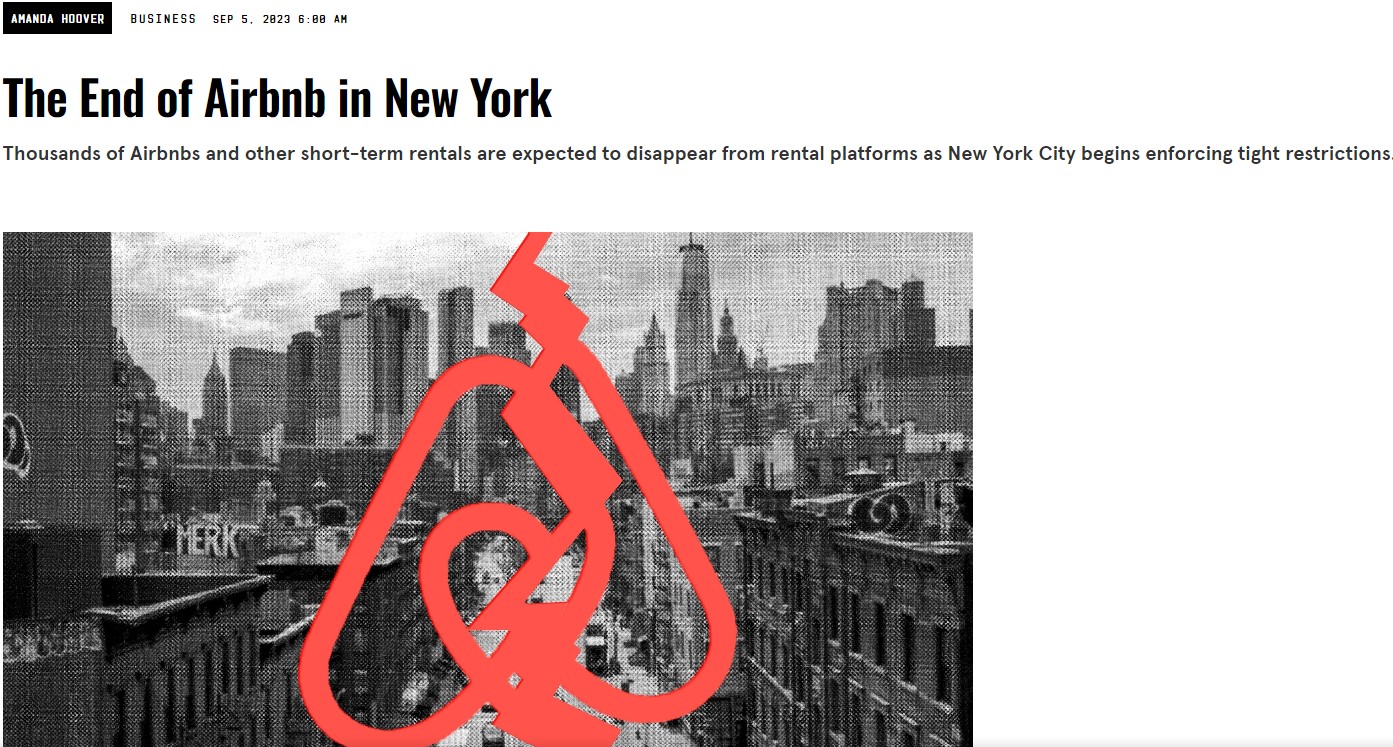 AMANDA HOOVER BUSINESS SEP 5, 2023 6:00 AM
The End of Airbnb in New York
Thousands of Airbnbs and other short-term rentals are expected to disappear from rental platforms as New York City begins enforcing tight restrictions.
MERK